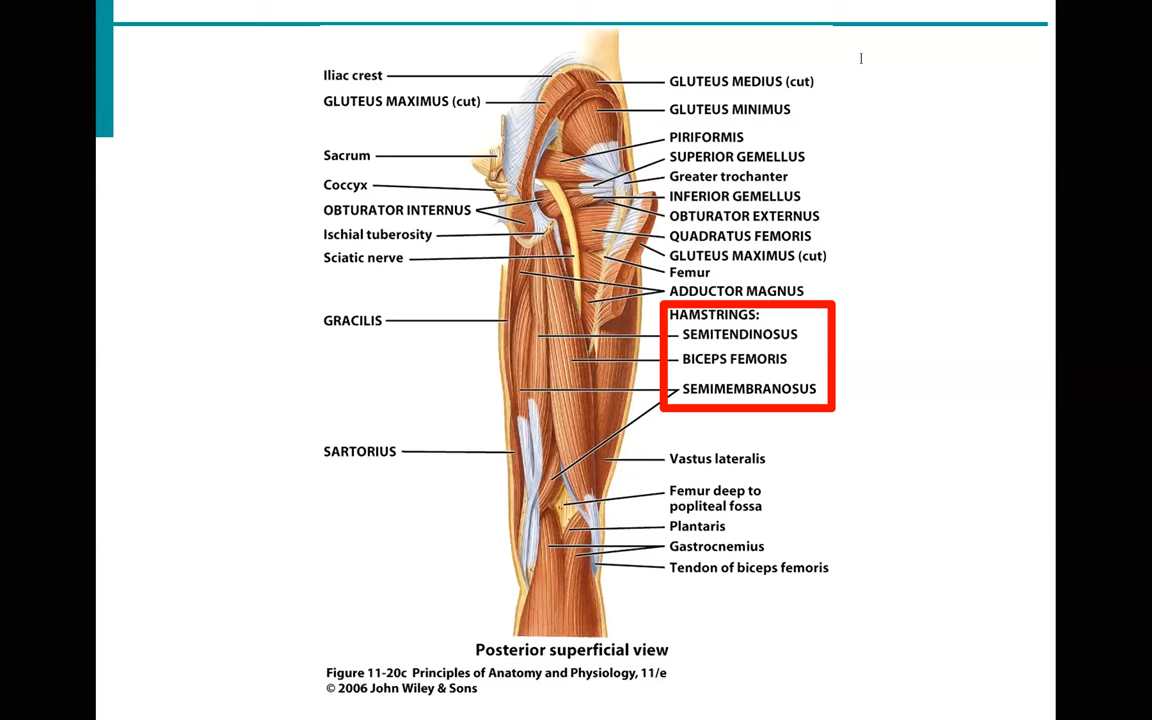 Iliac crest
GLUTEUS MAXIMUS (cut)
Sacrum
Coccyx
OBTURATOR INTERNUS
Ischial tuberosity
Sciatic nerve
GRACILIS
SARTORIUS
GLUTEUS MEDIUS (cut)
GLUTEUS MINIMUS
PIRIFORMIS
SUPERIOR GEMELLUS
Greater trochanter
INFERIOR GEMELLUS
OBTURATOR EXTERNUS
QUADRATUS FEMORIS
GLUTEUS MAXIMUS (cut)
Femur
ADDUCTOR MAGNUS
HAMSTRINGS:
SEMITENDINOSUS
BICEPS FEMORIS
SEMIMEMBRANOSUS
Vastus lateralis
Femur deep to
popliteal fossa
Plantaris
Gastrocnemius
Tendon of biceps femoris
Posterior superficial view
Figure 11-20c Principles of Anatomy and Physiology, 11/e
© 2006 John Wiley & Sons